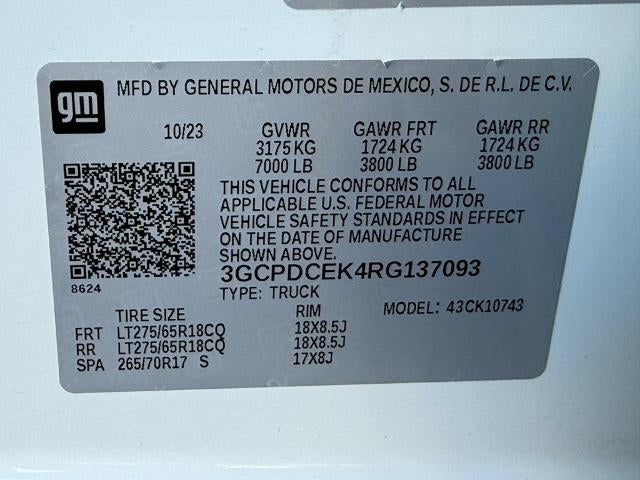 gm
MFD BY GENERAL MOTORS DE MEXICO, S. DE R.L. DE C.V.
10/23 GVWR GAWR FRT GAWR RR
3175 KG 1724 KG 1724 KG
7000 LB 3800 LB 3800 LB
THIS VEHICLE CONFORMS TO ALL
APPLICABLE U.S. FEDERAL MOTOR
VEHICLE SAFETY STANDARDS IN EFFECT
ON THE DATE OF MANUFACTURE
SHOWN ABOVE.
3GCPDCEK4RG137093
8624
TYPE: TRUCK MODEL: 43CK10743
TIRE SIZE RIM
FRT LT275/65R18CQ 18X8.5J
RR LT275/65R18CQ 18X8.5J
SPA 265/70R17 S 17X8J